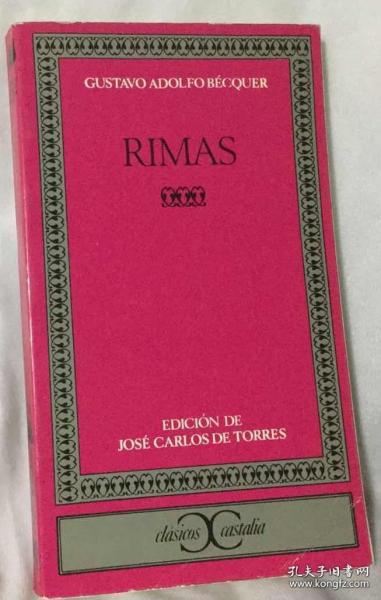 GUSTAVO ADOLFO BÉCQUER
RIMAS
EDICIÓN DE
JOSÉ CARLOS DE TORRES
clásicos castalia
孔夫子旧书网
www.kongfz.com